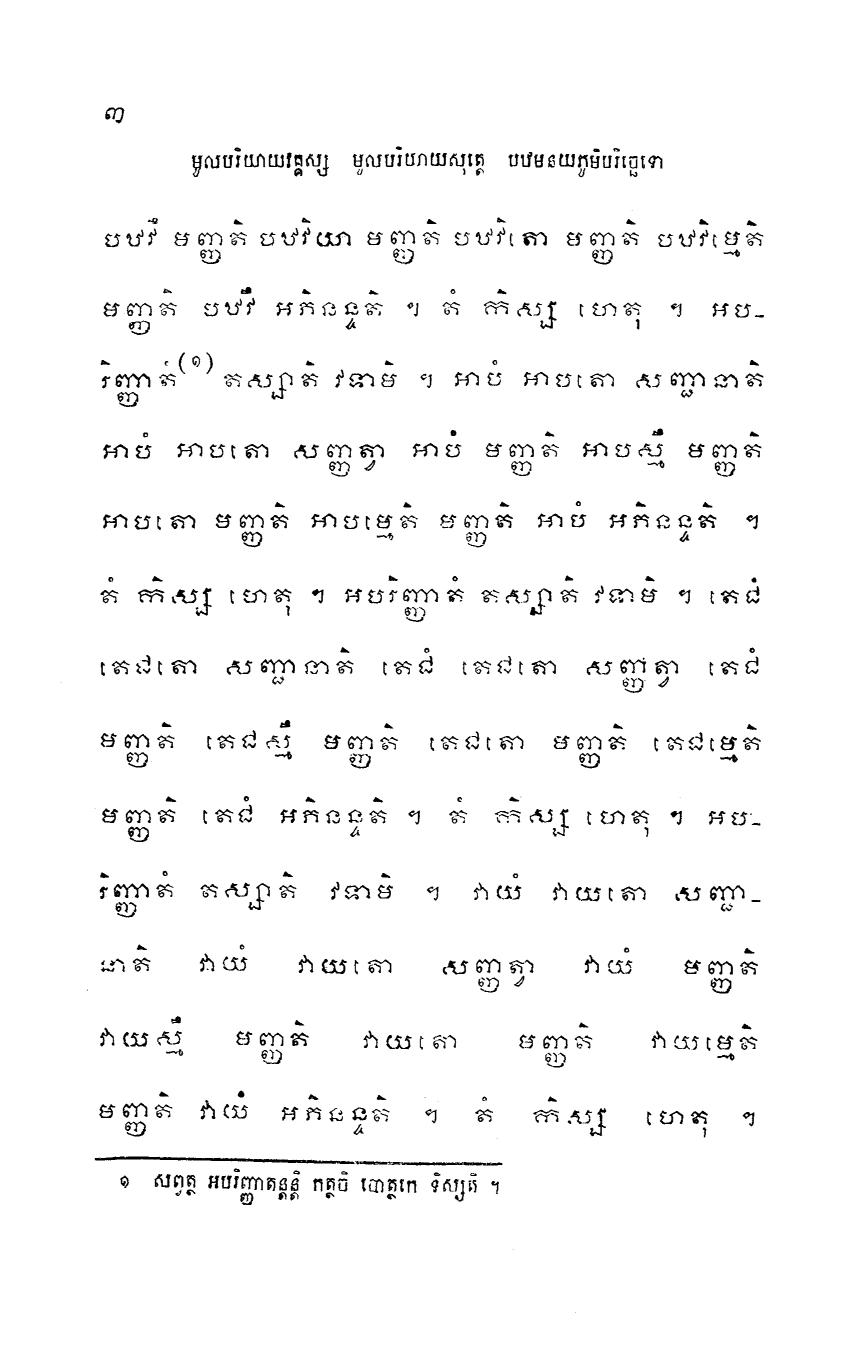 ៣
មូលបរិយាយវគ្គស្ស មូលបរិយាយសុត្តេ បឋមនយភូមិបរិច្ឆេទោ
បឋវឹ មញ្ញតិ បឋវិយា មញ្ញតិ បឋវិតោ មញ្ញតិ បឋវិម្មេតិ
មញ្ញតិ បឋវឹ អភិនន្ទតិ ។ តំ កិស្ស ហេតុ ។ អប-
រិញ្ញាតំ(១) តស្សាតិ វទាមិ ។ អាបំ អាបតោ សញ្ជានាតិ
អាបំ អាបតោ សញ្ញត្វា អាបំ មញ្ញតិ អាបស្មឹ មញ្ញតិ
អាបតោ មញ្ញតិ អាបម្មេតិ មញ្ញតិ អាបំ អភិនន្ទតិ ។
តំ កិស្ស ហេតុ ។ អបរិញ្ញាតំ តស្សាតិ វទាមិ ។ តេជំ
តេជតោ សញ្ជានាតិ តេជំ តេជតោ សញ្ញត្វា តេជំ
មញ្ញតិ តេជស្មឹ មញ្ញតិ តេជតោ មញ្ញតិ តេជម្មេតិ
មញ្ញតិ តេជំ អភិនន្ទតិ ។ តំ កិស្ស ហេតុ ។ អប-
រិញ្ញាតំ តស្សាតិ វទាមិ ។ វាយំ វាយតោ សញ្ជា-
នាតិ វាយំ វាយតោ សញ្ញត្វា វាយំ មញ្ញតិ
វាយស្មឹ មញ្ញតិ វាយតោ មញ្ញតិ វាយម្មេតិ
មញ្ញតិ វាយំ អភិនន្ទតិ ។ តំ កិស្ស ហេតុ ។
១ សព្វត្ថ អបរិញ្ញាតន្តន្តិ កត្ថចិ បោត្ថកេ ទិស្សតិ ។